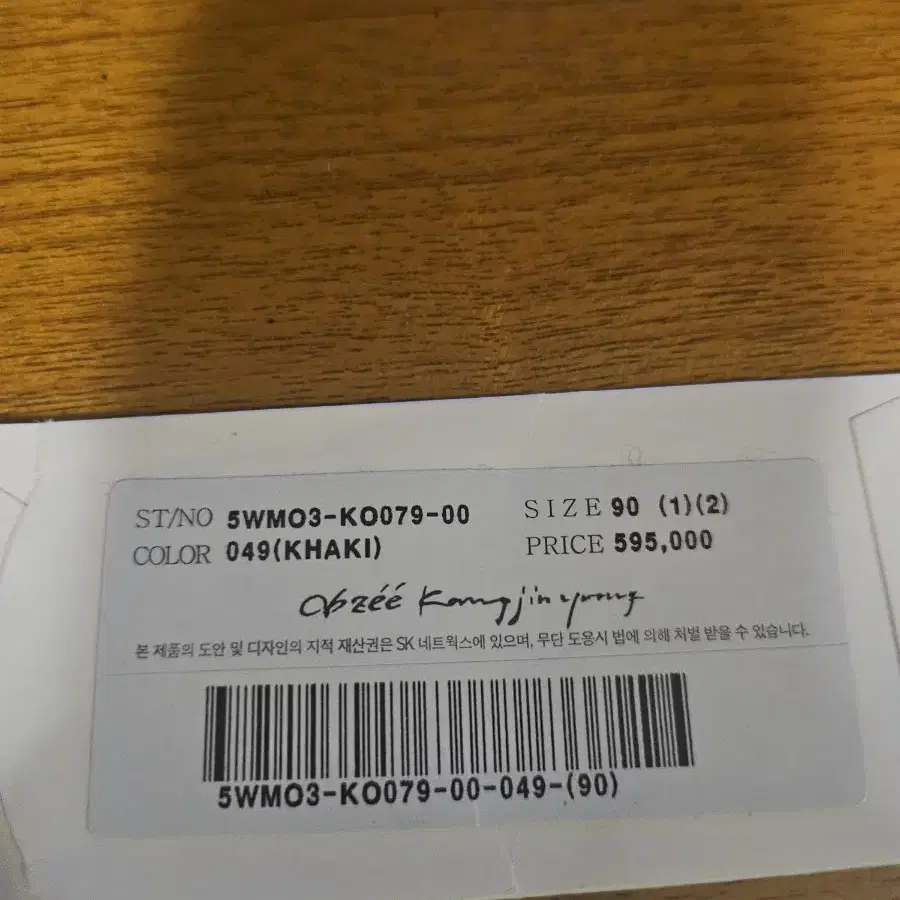 ST/NO 5WMO3-KO079-00 SIZE 90 (1)(2)
COLOR 049(KHAKI) PRICE 595,000
obzéé Kangjinyoung
본 제품의 도안 및 디자인의 지적 재산권은 SK 네트웍스에 있으며, 무단 도용시 법에 의해 처벌 받을 수 있습니다.
5WMO3-KO079-00-049-(90)